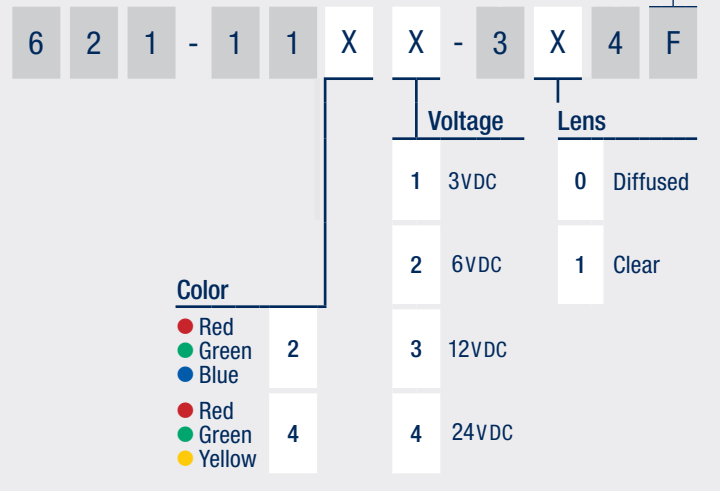 6 2 1 - 1 1 X X - 3 X 4 F
Voltage
1 3VDC
2 6VDC
3 12VDC
4 24VDC
Lens
0 Diffused
1 Clear
Color
Red
Green
Blue
2
Red
Green
Yellow
4